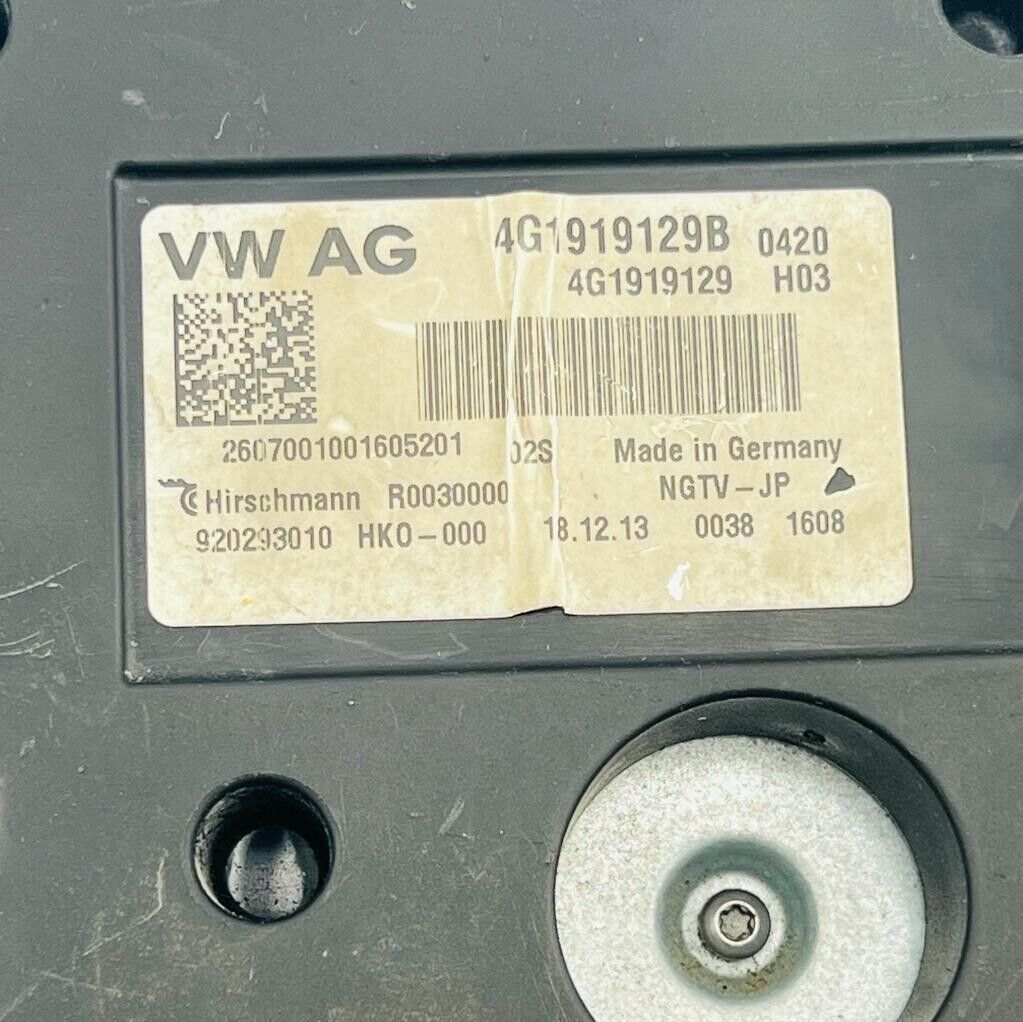 VW AG 4G1919129B 0420
4G1919129 H03
2607001001605201 02S Made in Germany
Hirschmann R0030000 NGTV-JP
920293010 HKO-000 18.12.13 0038 1608